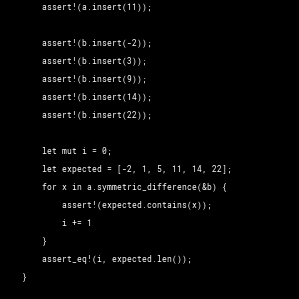 assert!(a.insert(11));
assert!(b.insert(-2));
assert!(b.insert(3));
assert!(b.insert(9));
assert!(b.insert(14));
assert!(b.insert(22));
let mut i = 0;
let expected = [-2, 1, 5, 11, 14, 22];
for x in a.symmetric_difference(&b) {
assert!(expected.contains(x));
i += 1
}
assert_eq!(i, expected.len());
}